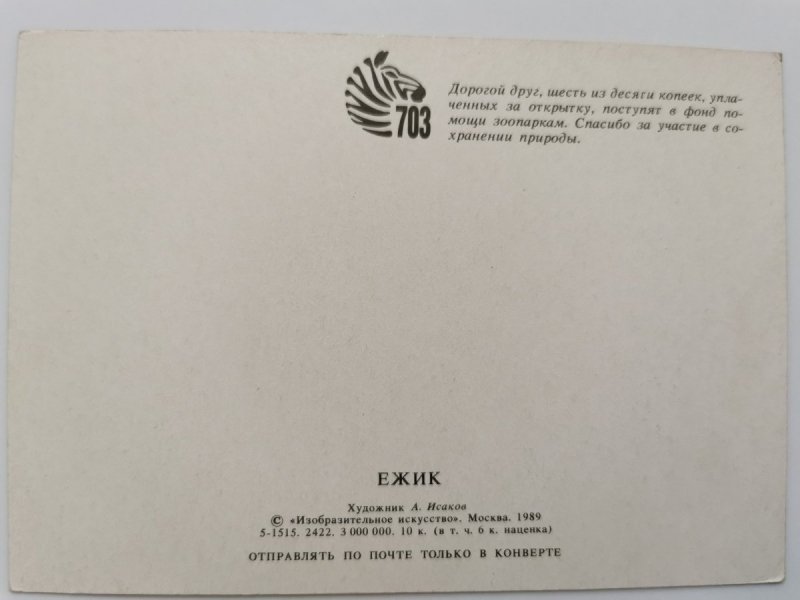 703
Дорогой друг, шесть из десяти копеек, упла-
ченных за открытку, поступят в фонд по-
мощи зоопаркам. Спасибо за участие в со-
хранении природы.
ЕЖИК
Художник А. Исаков
© «Изобразительное искусство». Москва. 1989
5-1515. 2422. 3 000 000. 10 к. (в т. ч. 6 к. наценка)
ОТПРАВЛЯТЬ ПО ПОЧТЕ ТОЛЬКО В КОНВЕРТЕ